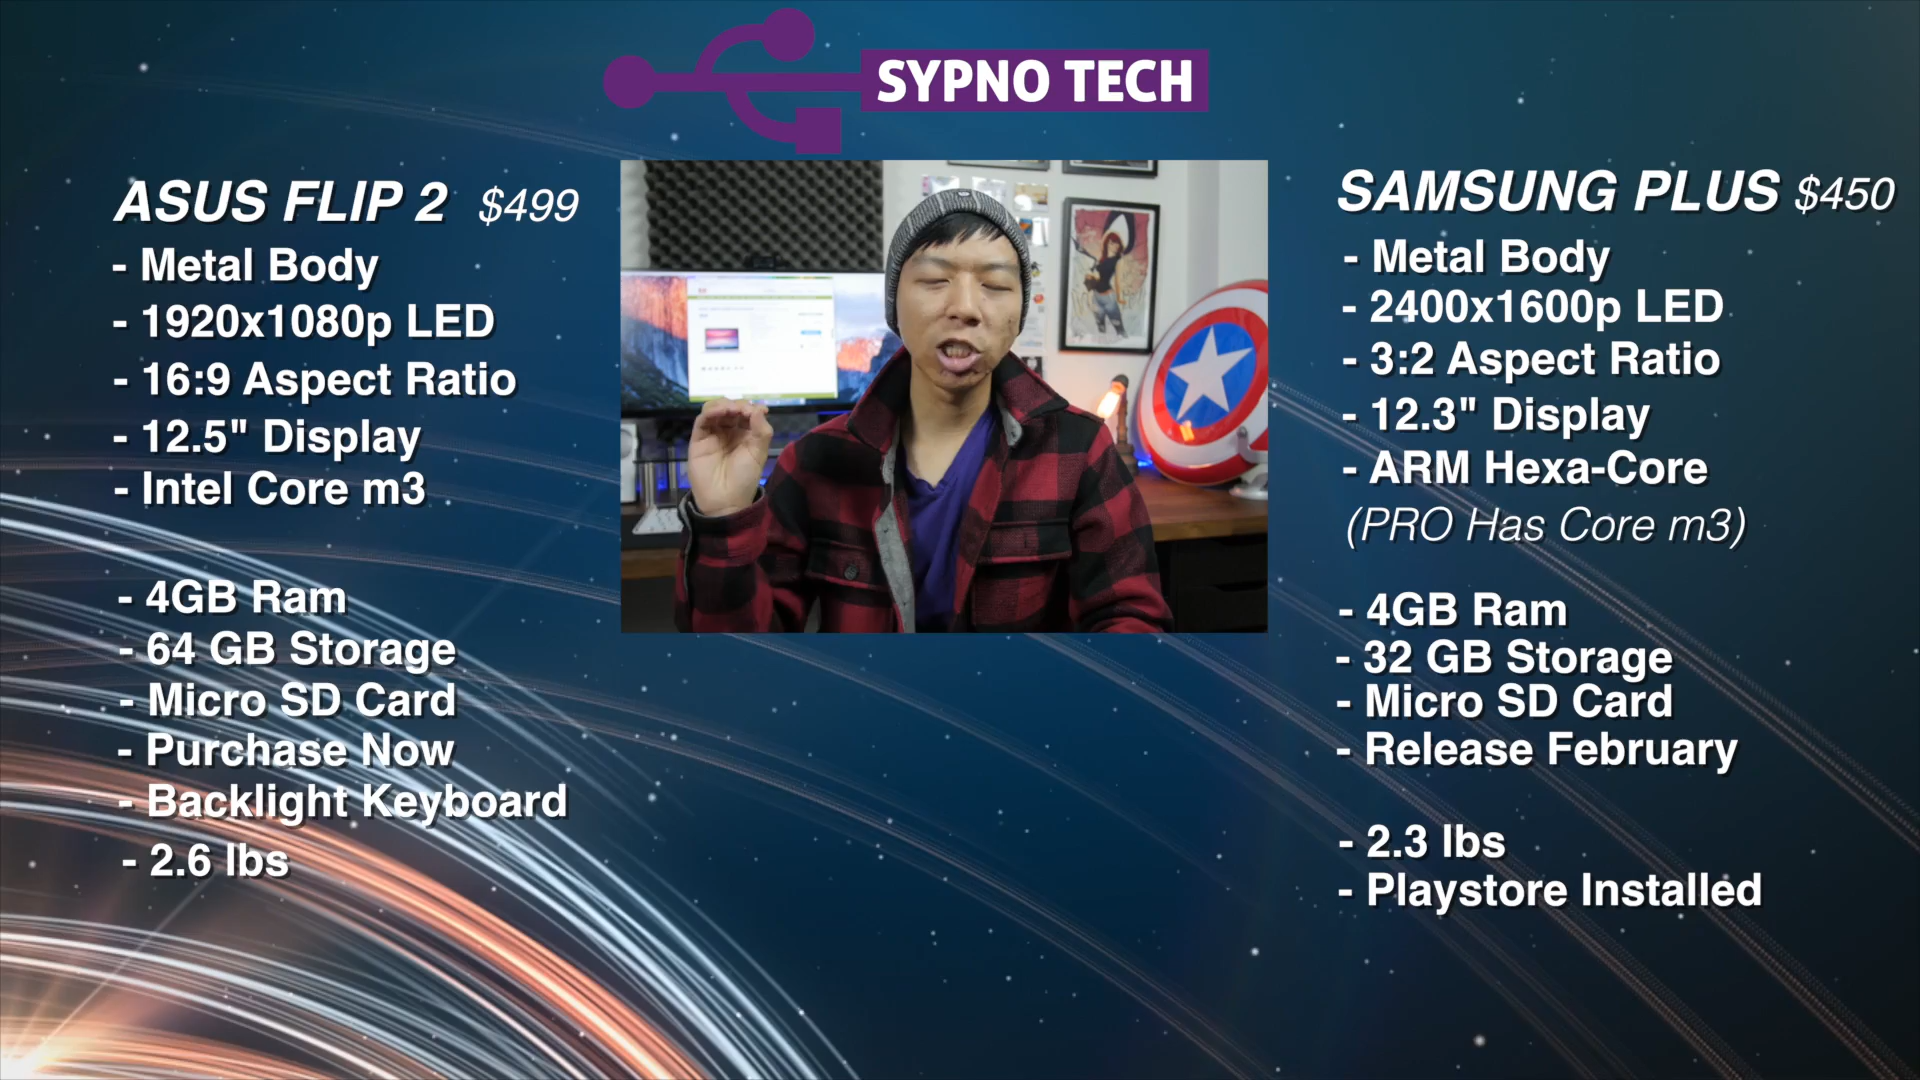 SYPNO TECH
ASUS FLIP 2 $499
- Metal Body
- 1920x1080p LED
- 16:9 Aspect Ratio
- 12.5" Display
- Intel Core m3
- 4GB Ram
- 64 GB Storage
- Micro SD Card
- Purchase Now
- Backlight Keyboard
- 2.6 lbs
SAMSUNG PLUS $450
- Metal Body
- 2400x1600p LED
- 3:2 Aspect Ratio
- 12.3" Display
- ARM Hexa-Core
(PRO Has Core m3)
- 4GB Ram
- 32 GB Storage
- Micro SD Card
- Release February
- 2.3 lbs
- Playstore Installed